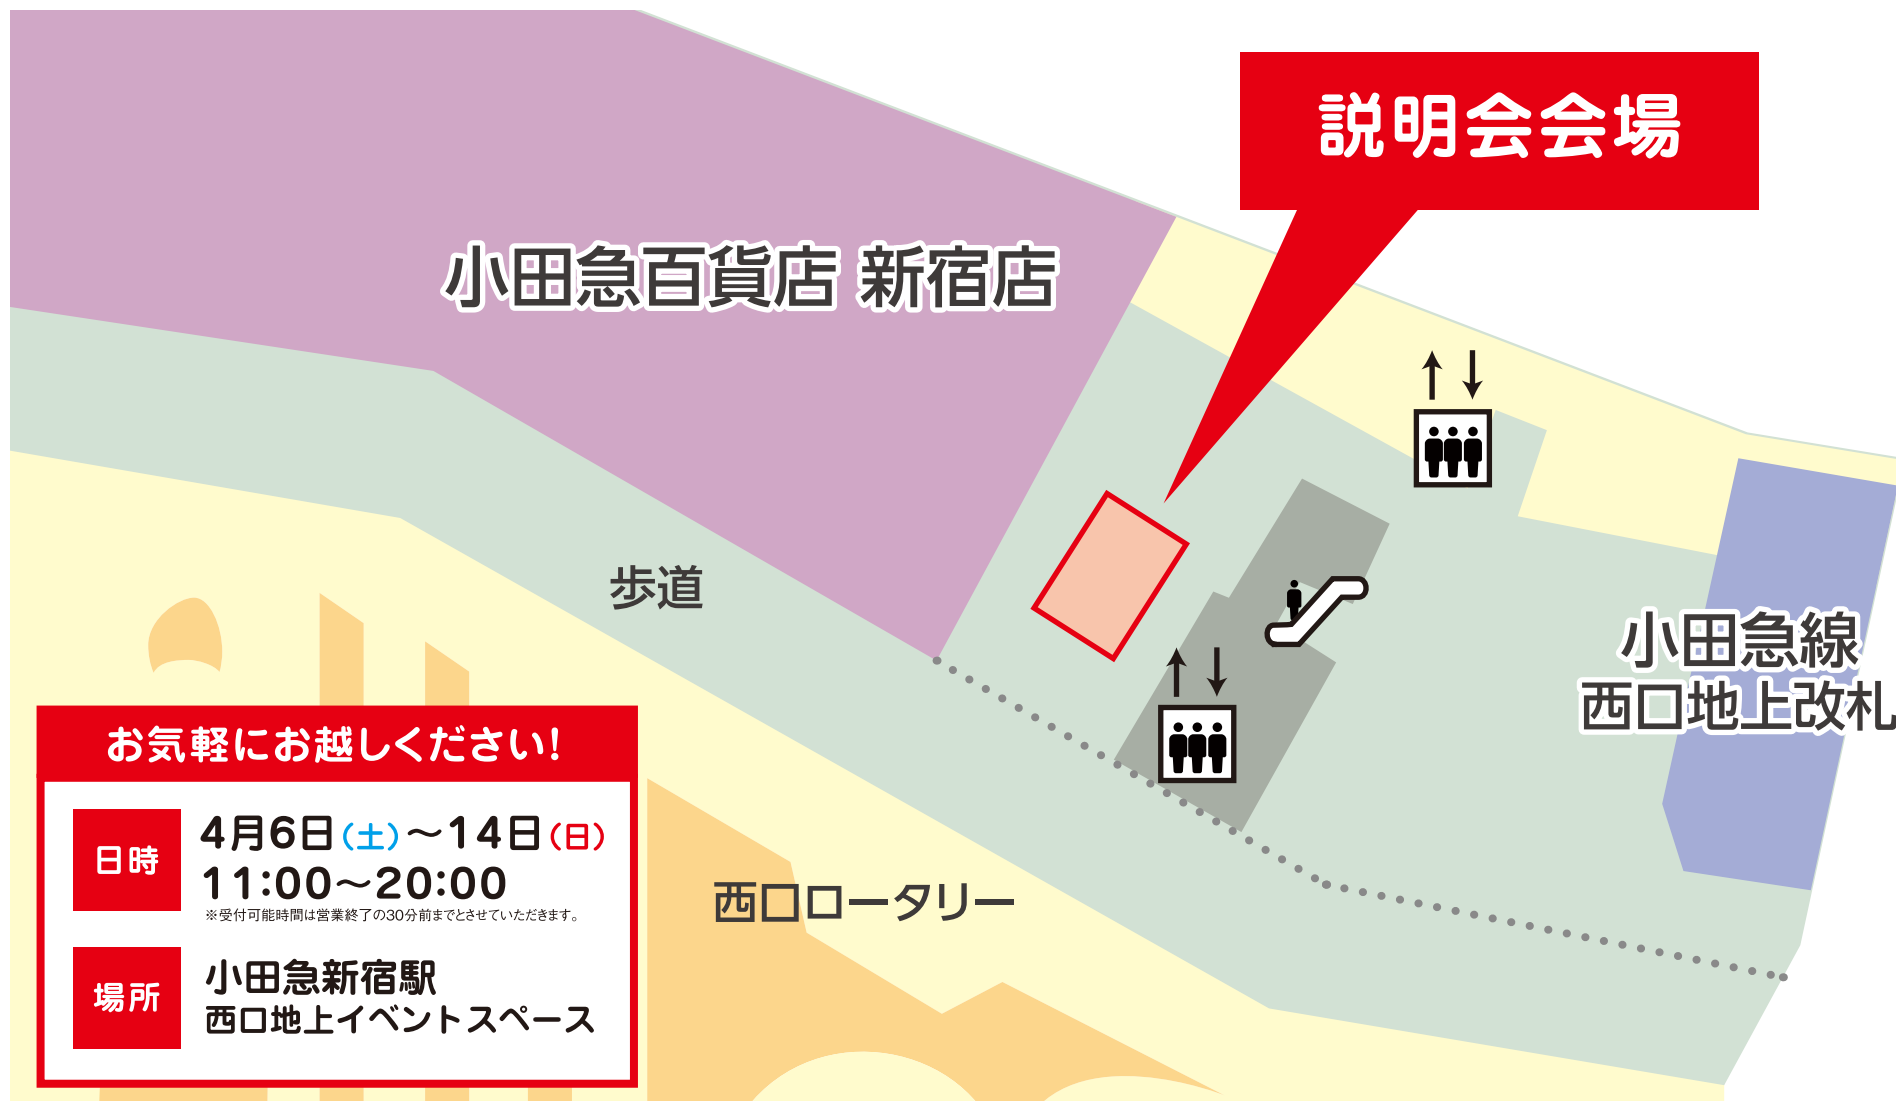 説明会会場
小田急百貨店 新宿店
歩道
小田急線
西口地上改札
西口ロータリー
お気軽にお越しください!
日時
4月6日(土)～14日(日)
11:00～20:00
※受付可能時間は営業終了の30分前までとさせていただきます。
場所
小田急新宿駅
西口地上イベントスペース